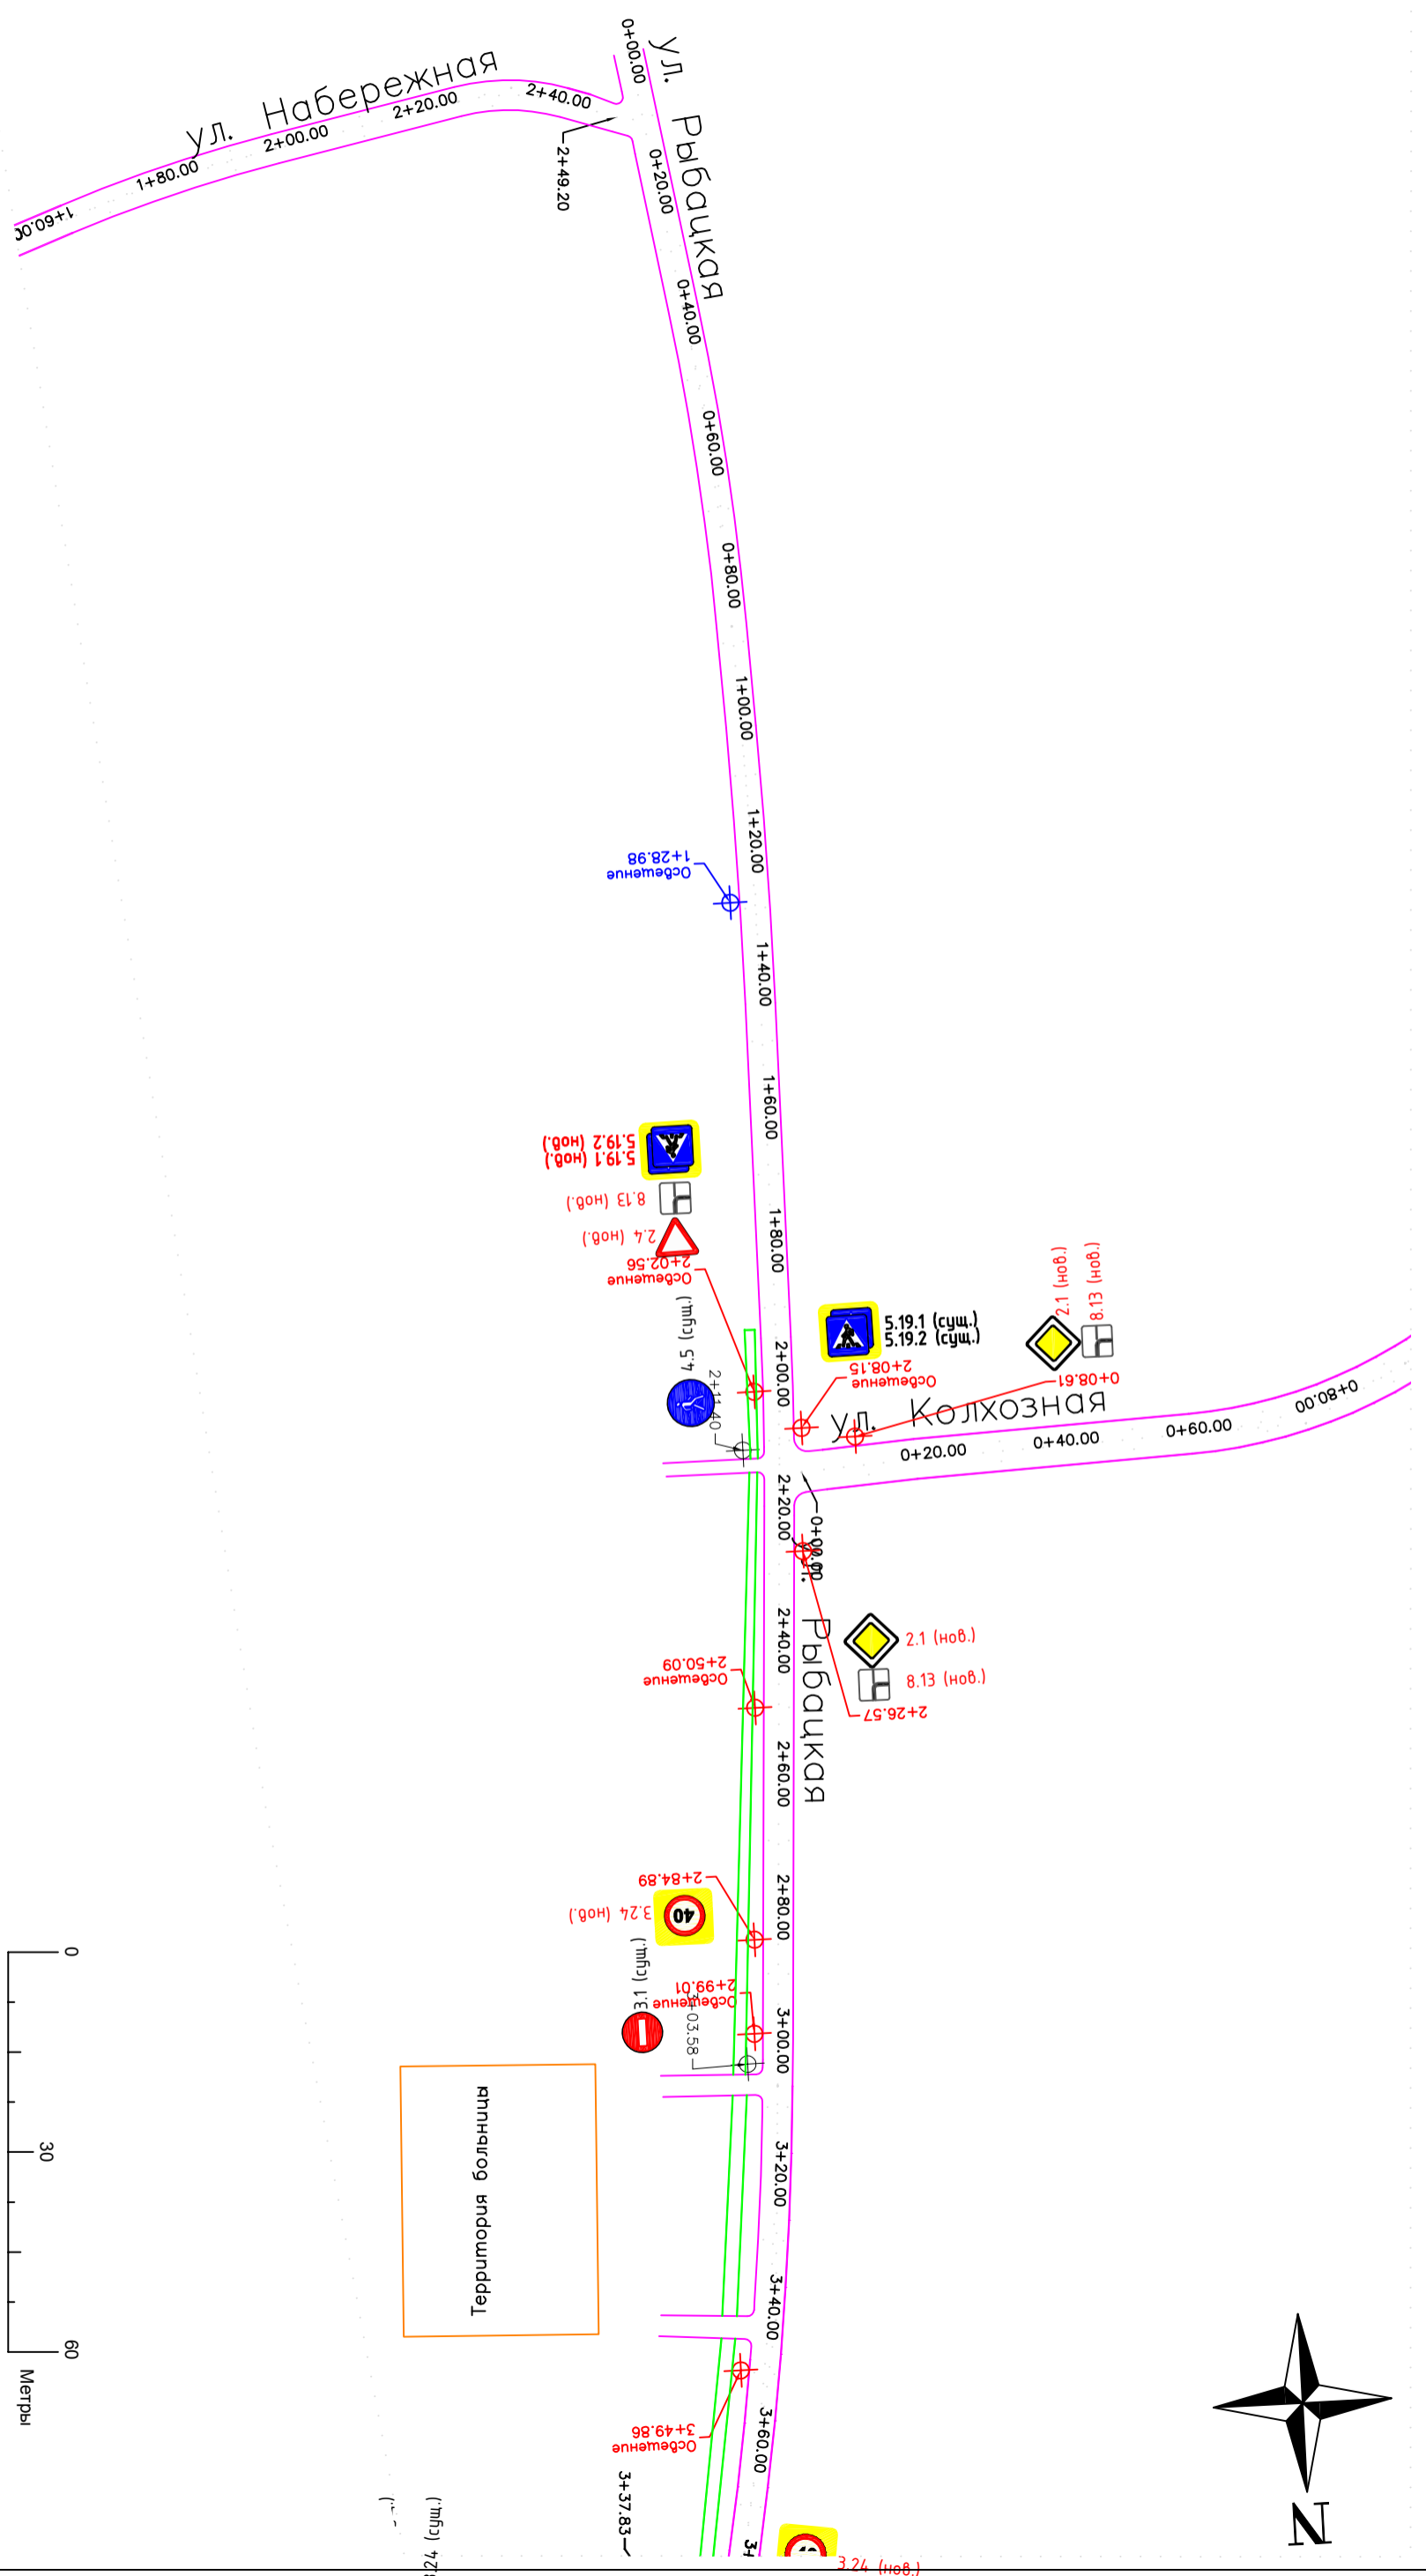 0+00.00
ул. Рыбацкая
ул. Набережная
2+40.00
2+20.00
2+00.00
1+80.00
1+60.00
2+49.20
0+20.00
0+40.00
0+60.00
0+80.00
1+00.00
1+20.00
Освещение
1+28.98
1+40.00
1+60.00
5.19.1 (нов.)
5.19.2 (нов.)
8.13 (нов.)
2.4 (нов.)
Освещение
2+02.56
1+80.00
4.5 (сущ.)
2+11.40
2+00.00
5.19.1 (сущ.)
5.19.2 (сущ.)
Освещение
2+08.15
2.1 (нов.)
8.13 (нов.)
0+08.61
ул. Колхозная
0+20.00
0+40.00
0+60.00
0+80.00
2+20.00
0+00.00
ул. Рыбацкая
2+40.00
2.1 (нов.)
8.13 (нов.)
2+26.57
Освещение
2+50.09
2+60.00
2+84.89
3.24 (нов.)
40
2+80.00
3.1 (сущ.)
Освещение
2+99.01
3+03.58
3+00.00
Территория больницы
3+20.00
3+40.00
Освещение
3+49.86
3+60.00
3+37.83
3.24 (нов.)
0
30
60
Метры
N